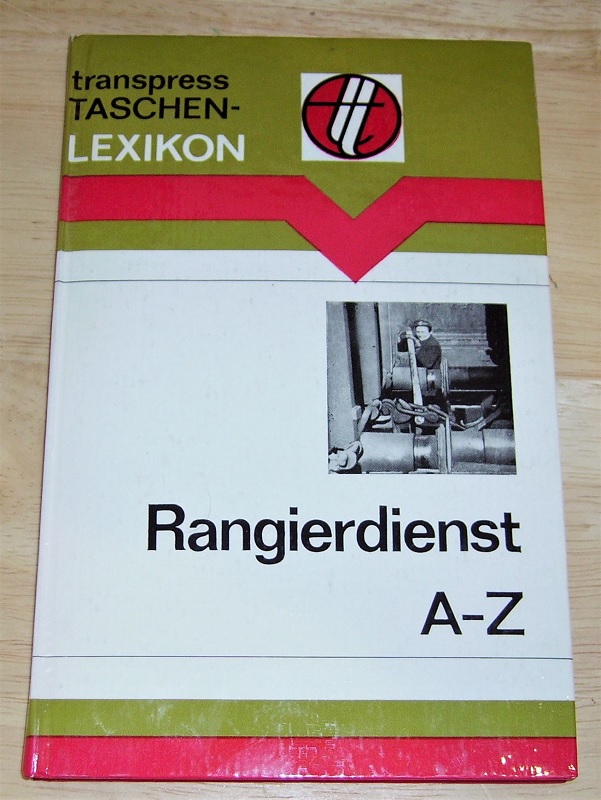 transpress
TASCHEN-
LEXIKON
Rangierdienst
A-Z